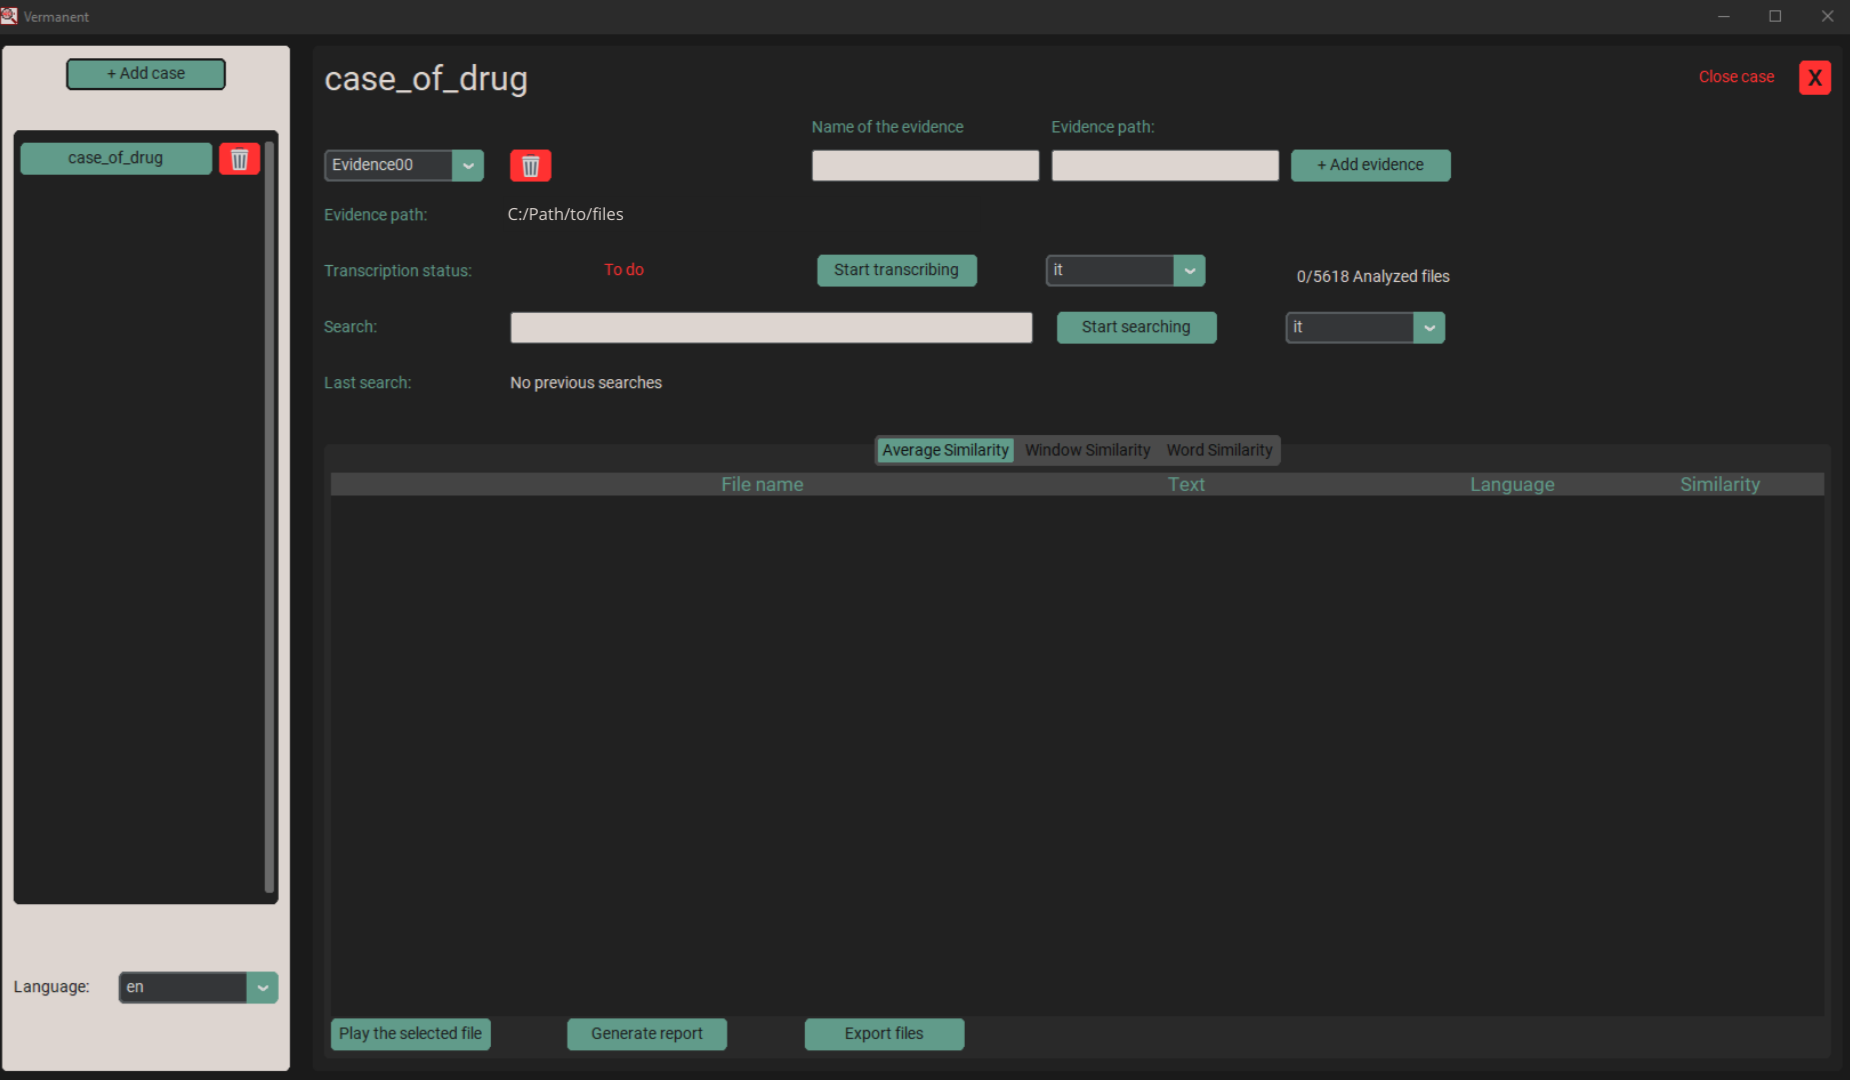 Vermanent
+ Add case
case_of_drug
Language:
en
case_of_drug
Close case
X
Name of the evidence
Evidence path:
Evidence00
+ Add evidence
Evidence path:
C:/Path/to/files
Transcription status:
To do
Start transcribing
it
0/5618 Analyzed files
Search:
Start searching
it
Last search:
No previous searches
Average Similarity
Window Similarity
Word Similarity
File name
Text
Language
Similarity
Play the selected file
Generate report
Export files